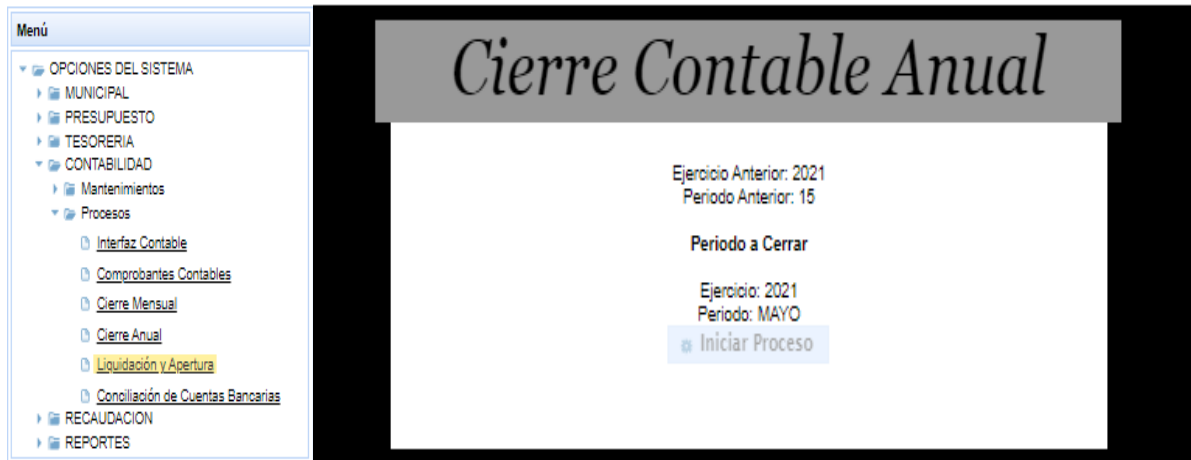 Menú
OPCIONES DEL SISTEMA
MUNICIPAL
PRESUPUESTO
TESORERIA
CONTABILIDAD
Mantenimientos
Procesos
Interfaz Contable
Comprobantes Contables
Cierre Mensual
Cierre Anual
Liquidación y Apertura
Conciliación de Cuentas Bancarias
RECAUDACION
REPORTES
Cierre Contable Anual
Ejercicio Anterior: 2021
Periodo Anterior: 15
Periodo a Cerrar
Ejercicio: 2021
Periodo: MAYO
Iniciar Proceso